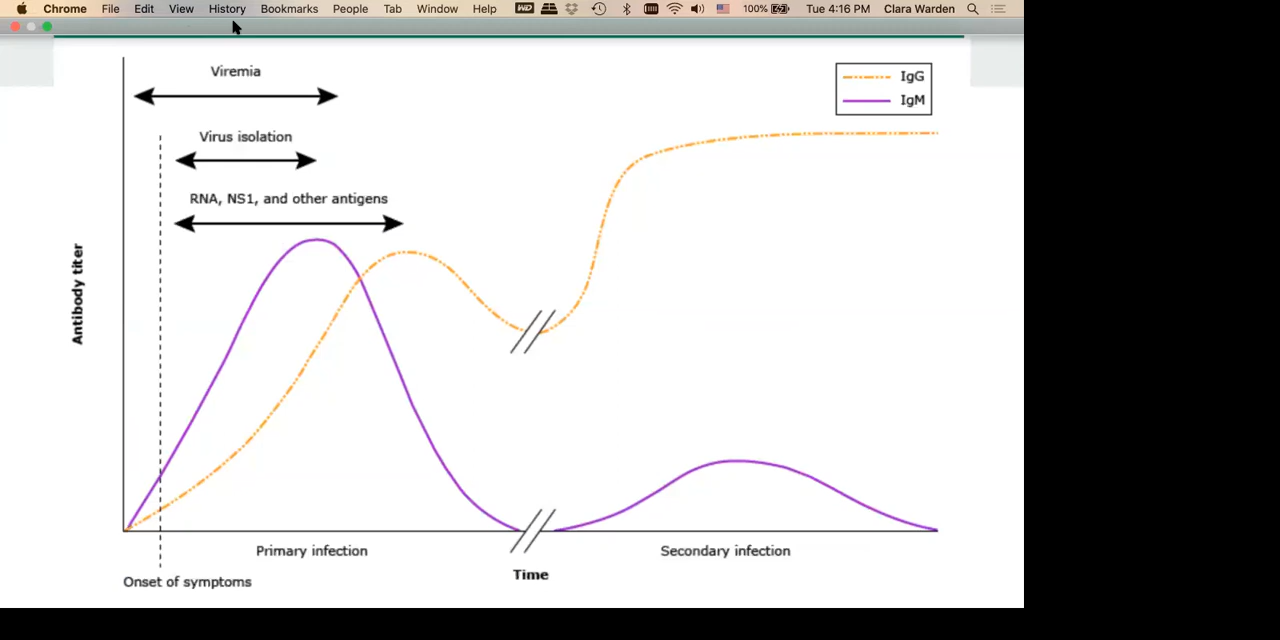 Chrome File Edit View History Bookmarks People Tab Window Help WD 100% Tue 4:16 PM Clara Warden
Viremia
IgG
IgM
Virus isolation
RNA, NS1, and other antigens
Antibody titer
Primary infection
Secondary infection
Time
Onset of symptoms